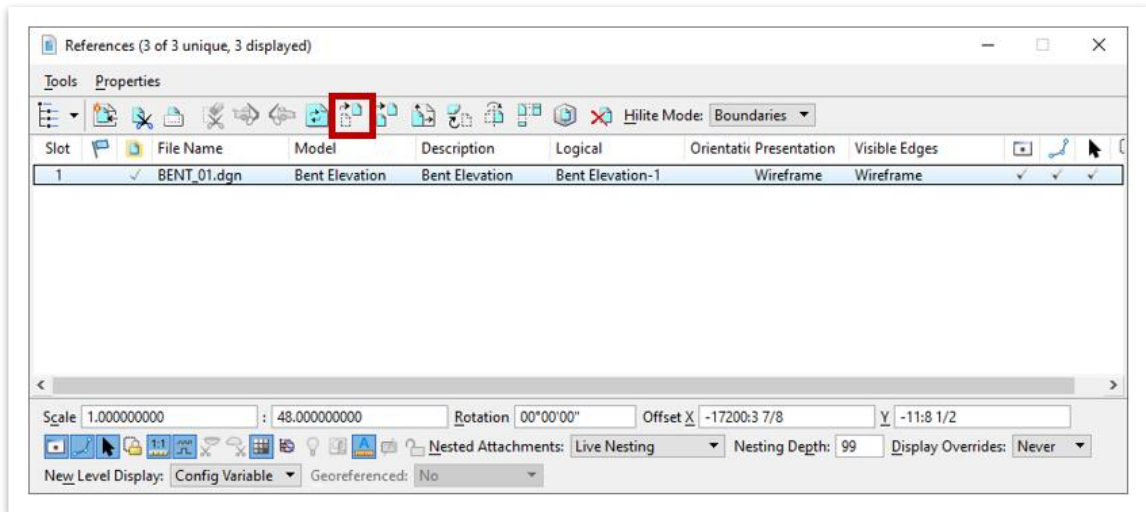 References (3 of 3 unique, 3 displayed)
Tools Properties
Hilite Mode: Boundaries
Slot File Name Model Description Logical Orientatic Presentation Visible Edges
1 BENT_01.dgn Bent Elevation Bent Elevation Bent Elevation-1 Wireframe Wireframe
Scale 1.000000000 : 48.000000000 Rotation 00°00'00" Offset X -17200:3 7/8 Y -11:8 1/2
1:1 A Nested Attachments: Live Nesting Nesting Depth: 99 Display Overrides: Never
New Level Display: Config Variable Georeferenced: No